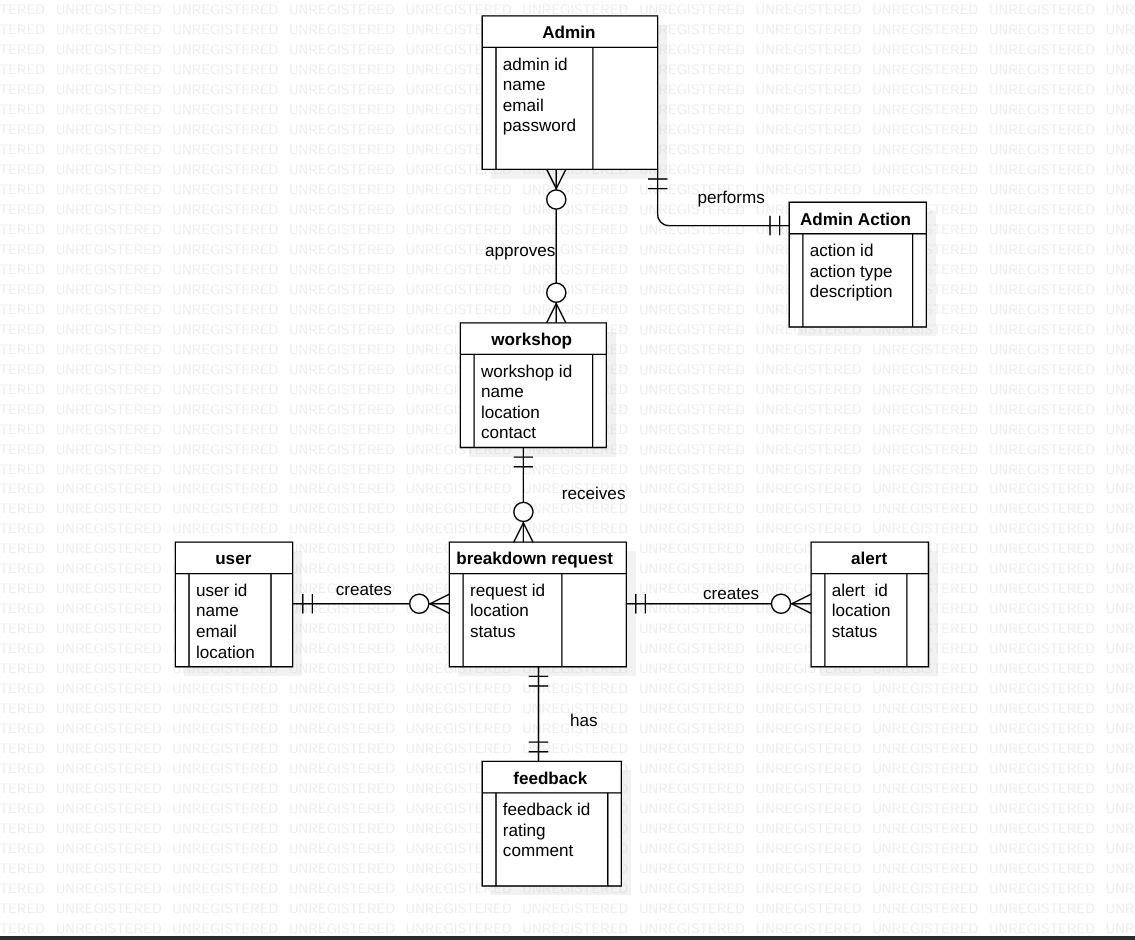 Admin
admin id
name
email
password
performs
Admin Action
action id
action type
description
approves
workshop
workshop id
name
location
contact
receives
user
user id
name
email
location
creates
breakdown request
request id
location
status
creates
alert
alert  id
location
status
has
feedback
feedback id
rating
comment
UNREGISTERED